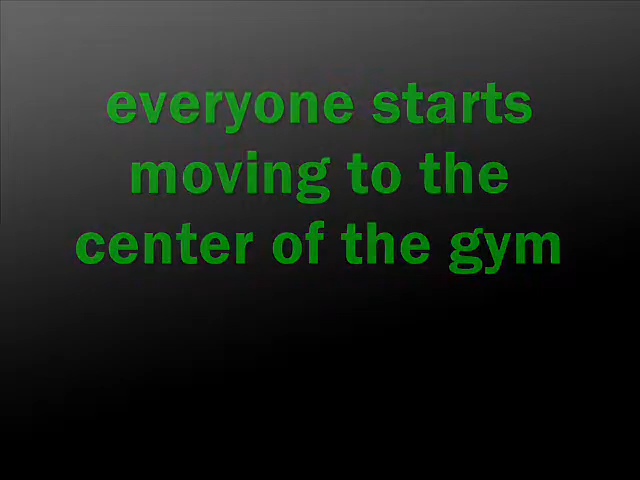 everyone starts
moving to the
center of the gym